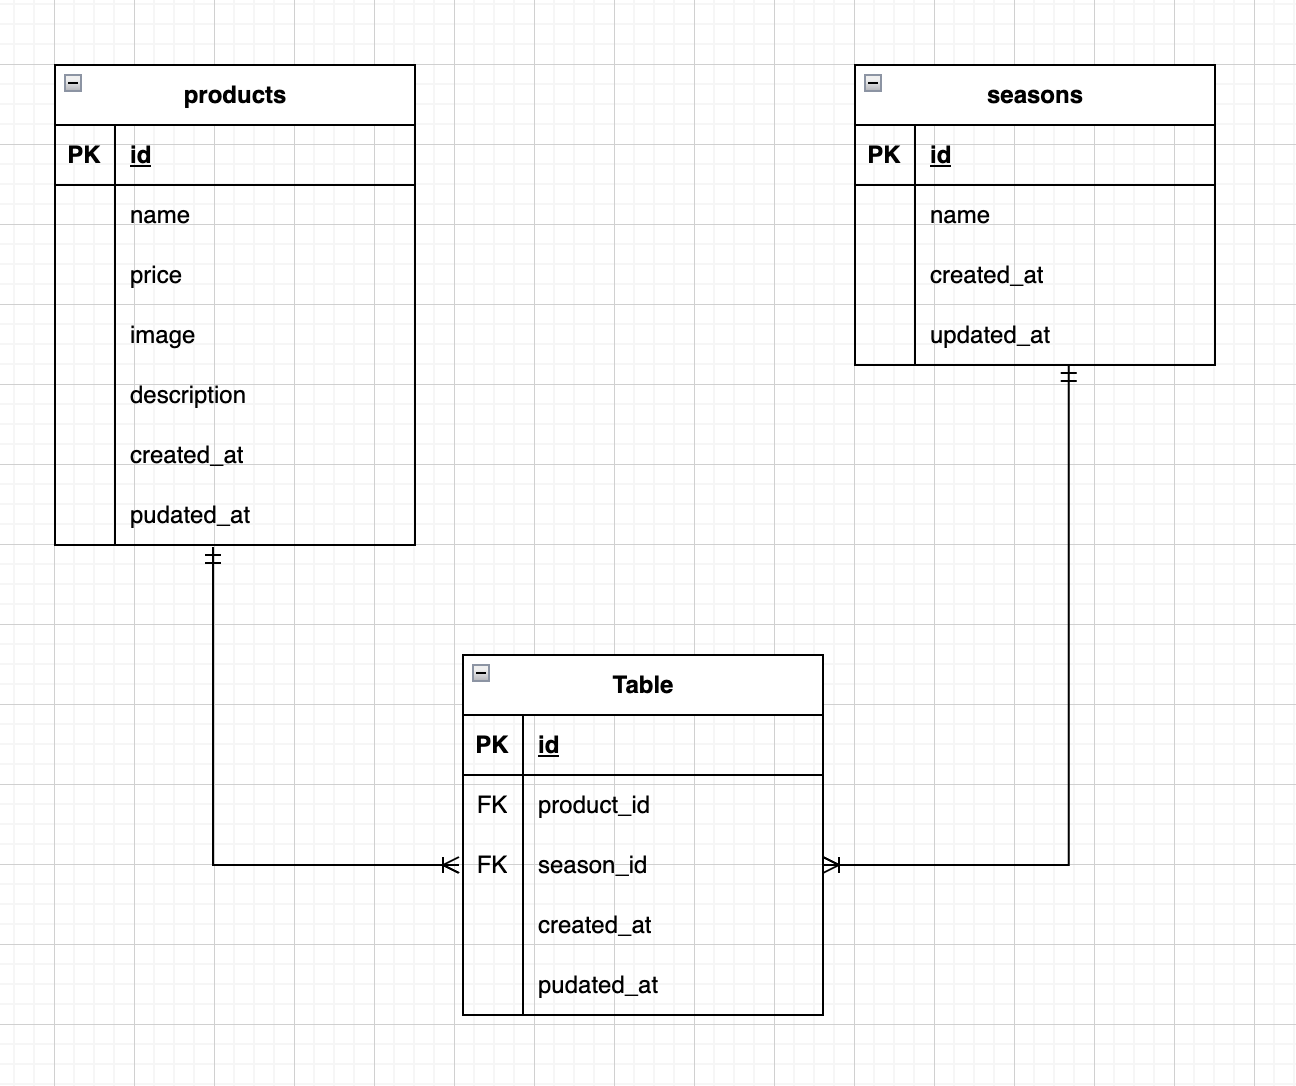 products
PK id
name
price
image
description
created_at
pudated_at
seasons
PK id
name
created_at
updated_at
Table
PK id
FK product_id
FK season_id
created_at
pudated_at